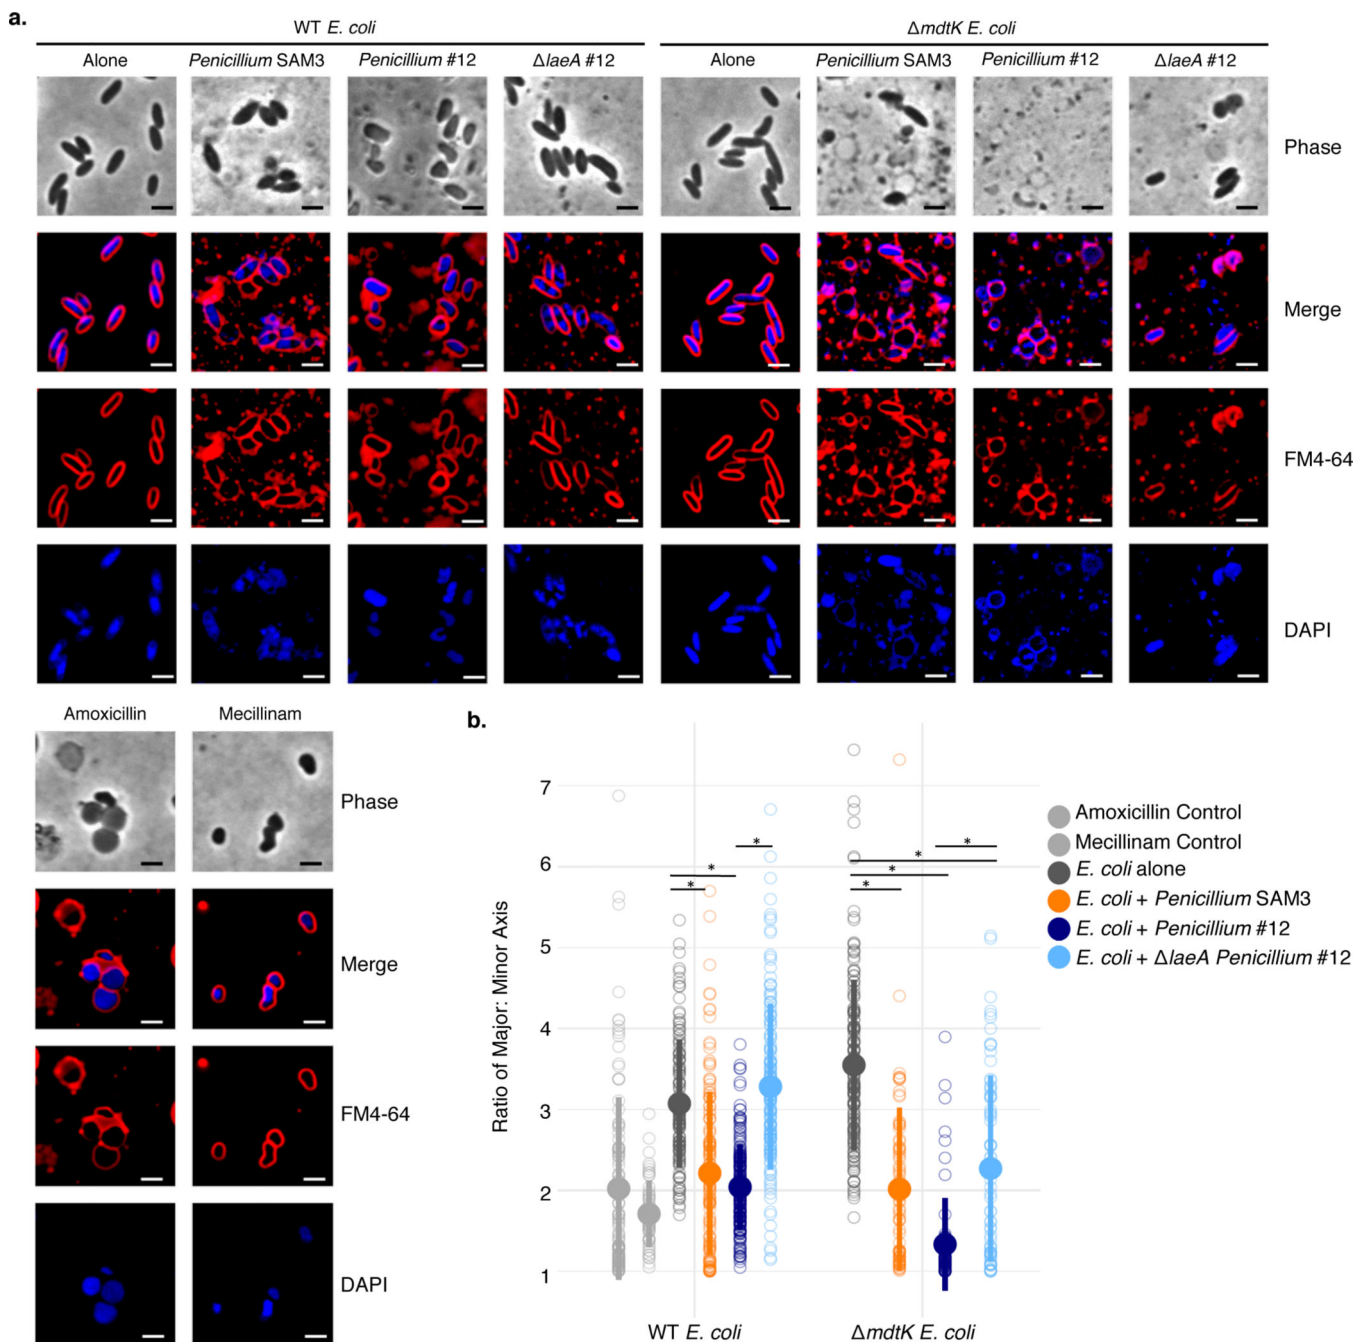 a.
WT E. coli
ΔmdtK E. coli
Alone
Penicillium SAM3
Penicillium #12
ΔlaeA #12
Alone
Penicillium SAM3
Penicillium #12
ΔlaeA #12
Phase
Merge
FM4-64
DAPI
Amoxicillin
Mecillinam
Phase
Merge
FM4-64
DAPI
b.
Ratio of Major: Minor Axis
7
6
5
4
3
2
1
*
*
*
*
*
*
*
WT E. coli
ΔmdtK E. coli
Amoxicillin Control
Mecillinam Control
E. coli alone
E. coli + Penicillium SAM3
E. coli + Penicillium #12
E. coli + ΔlaeA Penicillium #12